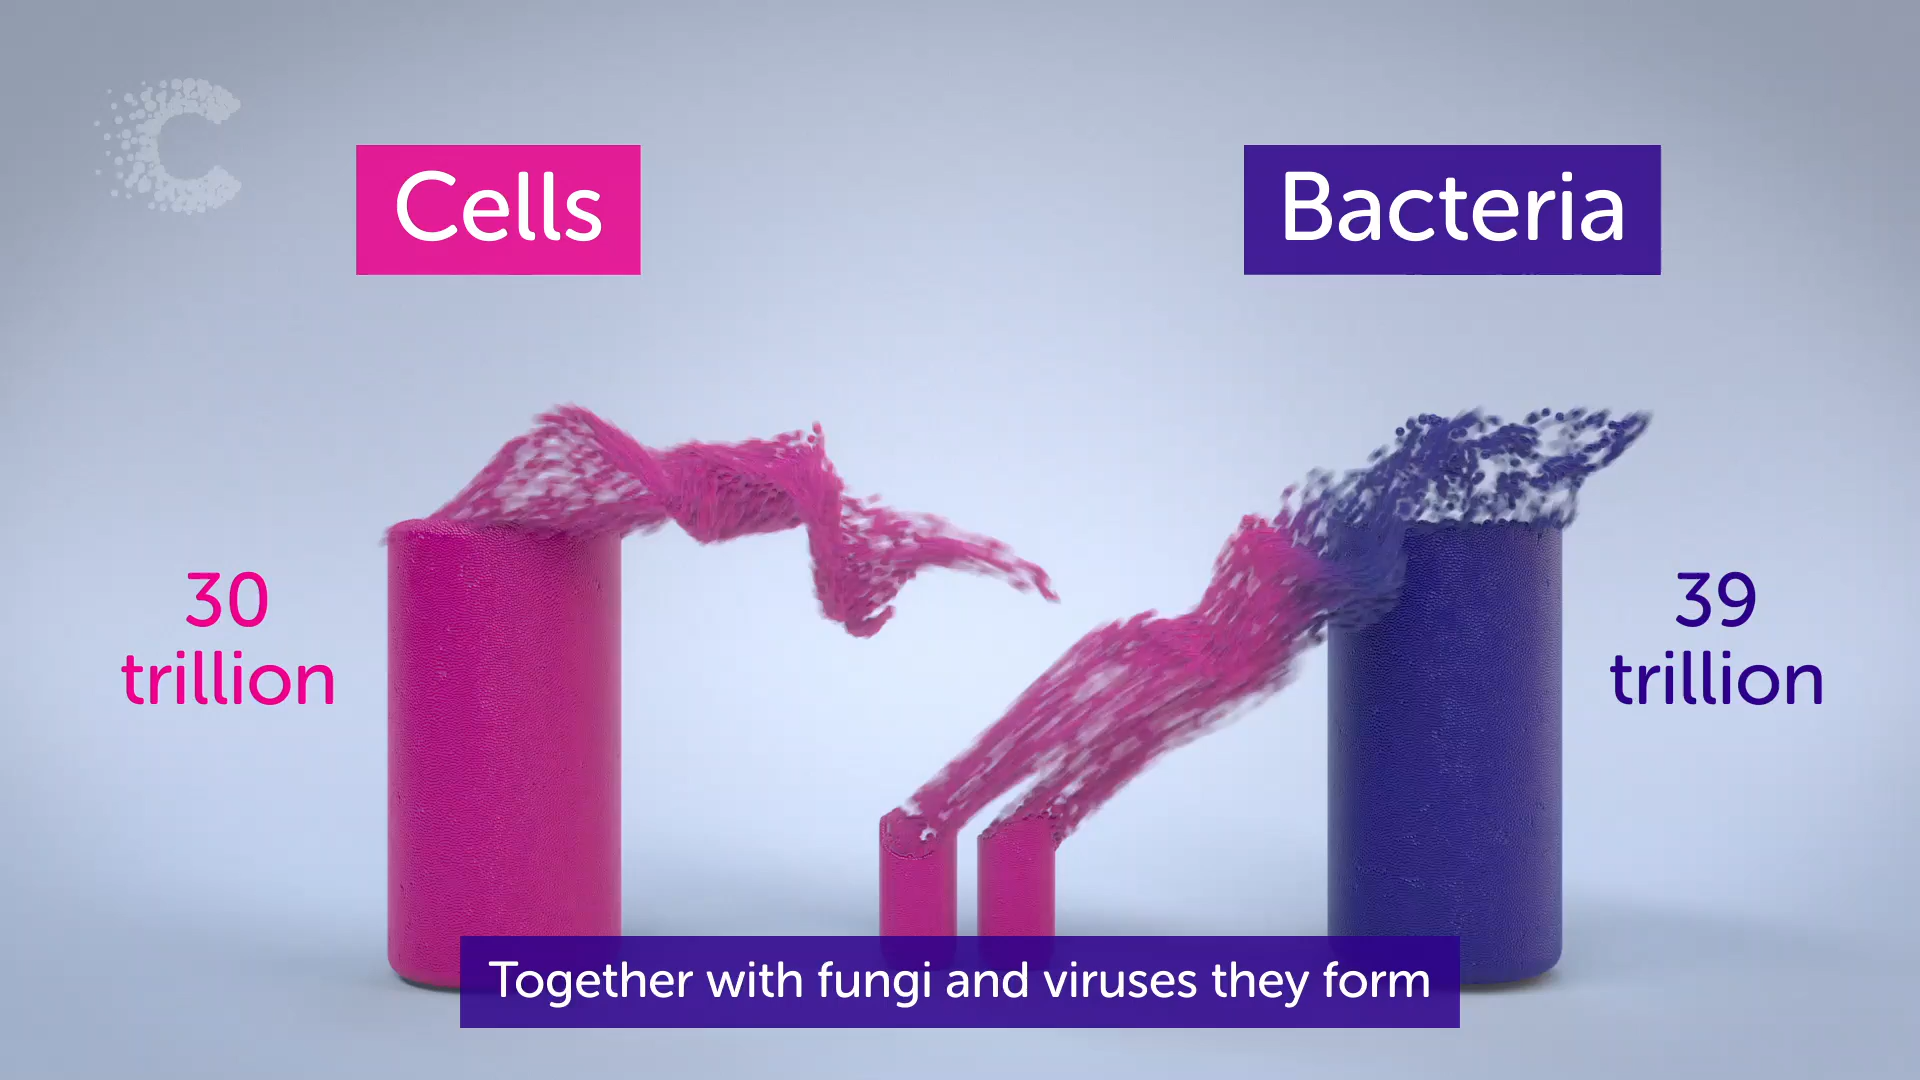 Cells
Bacteria
30
trillion
39
trillion
Together with fungi and viruses they form